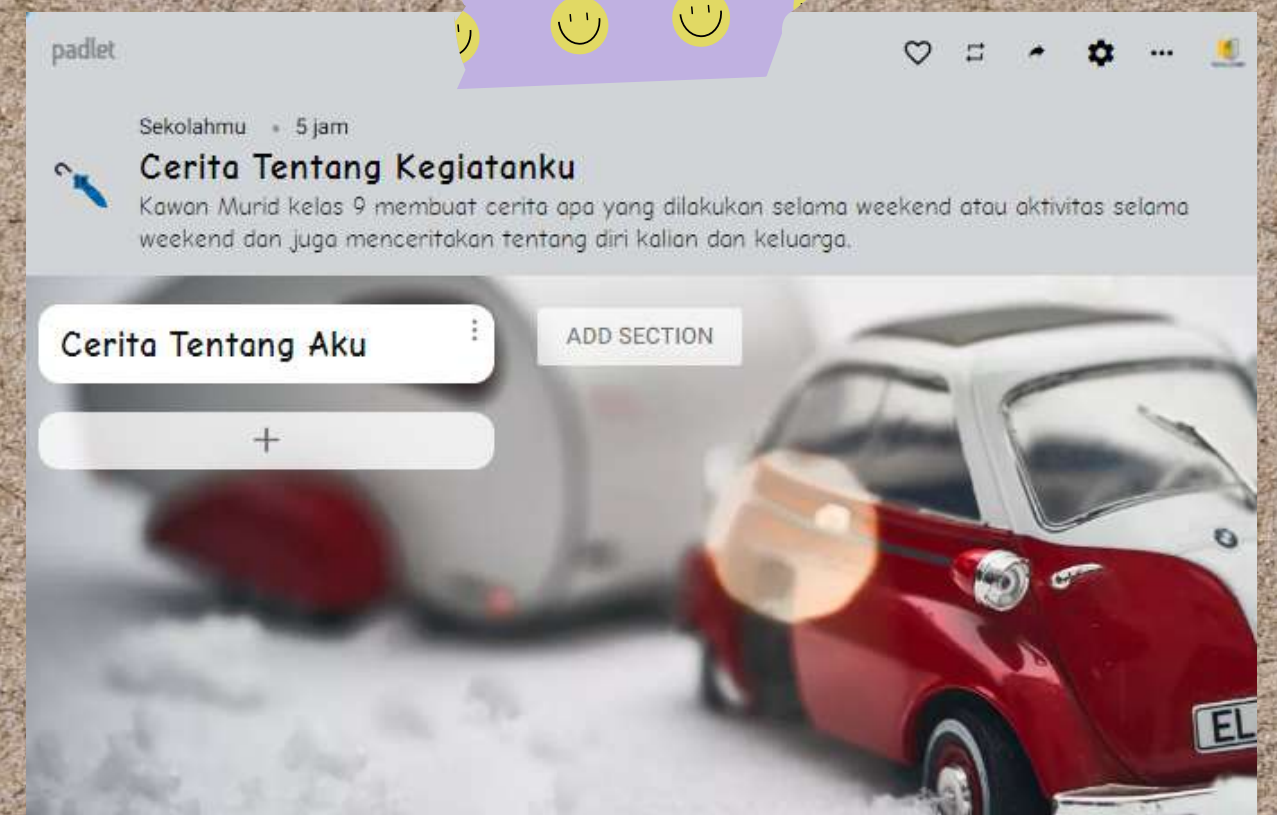 padlet
Sekolahmu • 5 jam
Cerita Tentang Kegiatanku
Kawan Murid kelas 9 membuat cerita apa yang dilakukan selama weekend atau aktivitas selama
weekend dan juga menceritakan tentang diri kalian dan keluarga.
Cerita Tentang Aku
ADD SECTION
EL